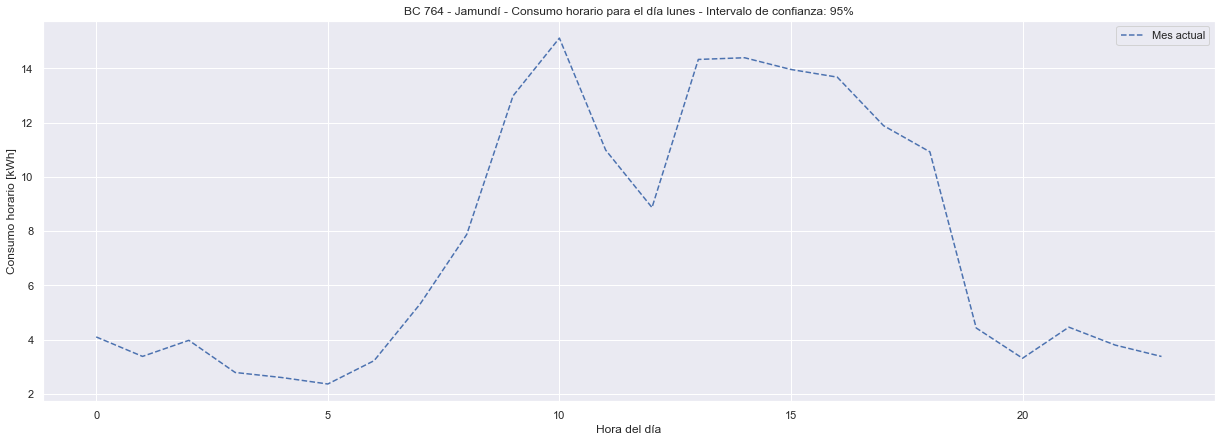 BC 764 - Jamundí - Consumo horario para el día lunes - Intervalo de confianza: 95%
Mes actual
Consumo horario [kWh]
14
12
10
8
6
4
2
0 5 10 15 20
Hora del día